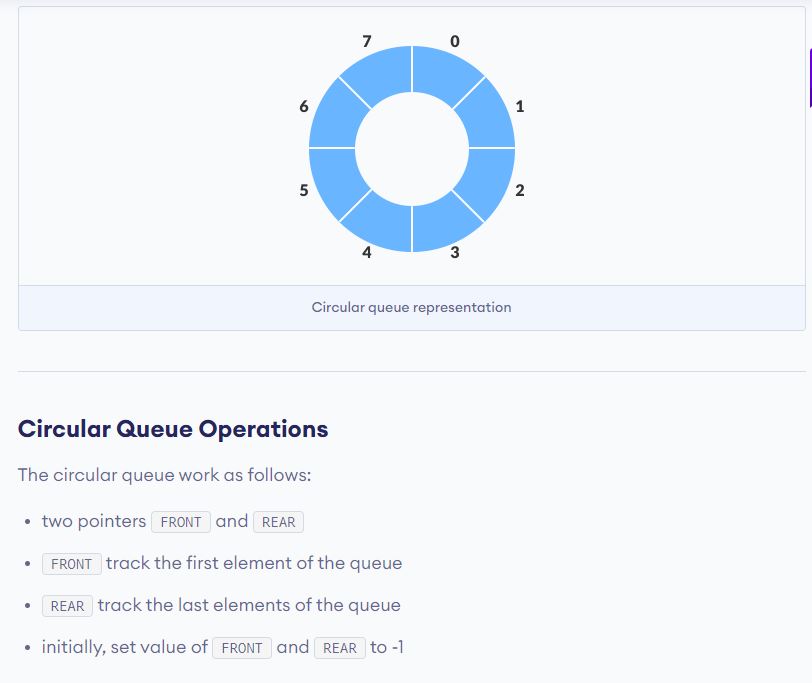 7 0
6 1
5 2
4 3
Circular queue representation
Circular Queue Operations
The circular queue work as follows:
• two pointers FRONT and REAR
• FRONT track the first element of the queue
• REAR track the last elements of the queue
• initially, set value of FRONT and REAR to -1